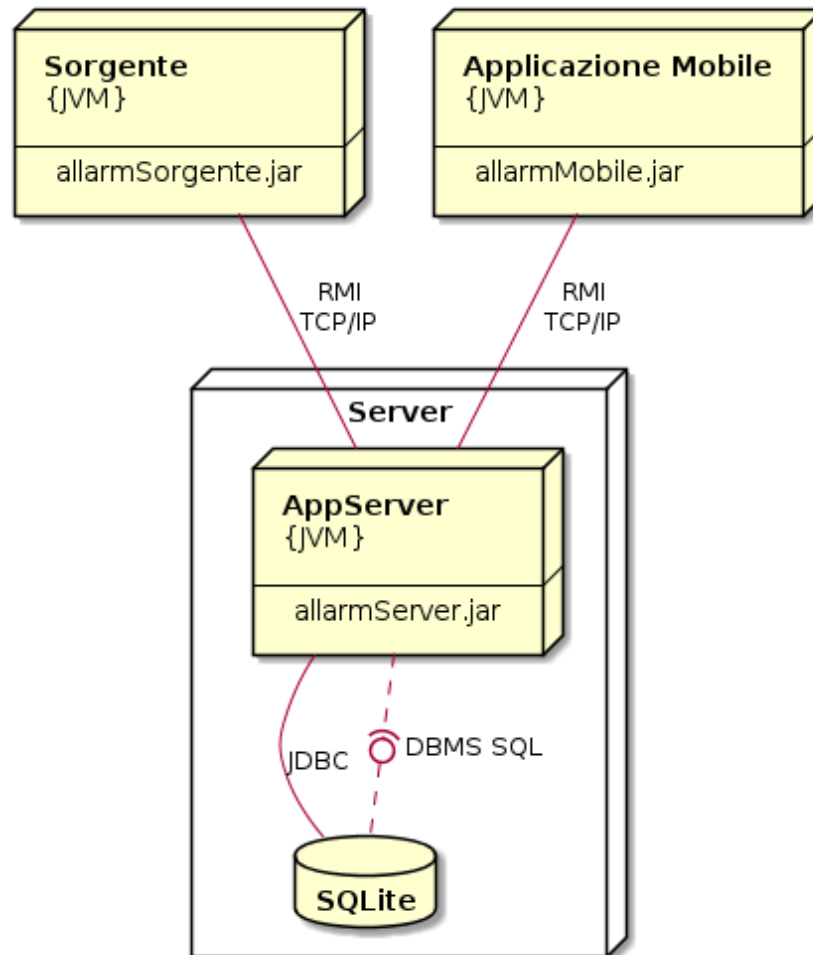 Sorgente
{JVM}
allarmSorgente.jar
Applicazione Mobile
{JVM}
allarmMobile.jar
RMI
TCP/IP
RMI
TCP/IP
Server
AppServer
{JVM}
allarmServer.jar
JDBC
DBMS SQL
SQLite